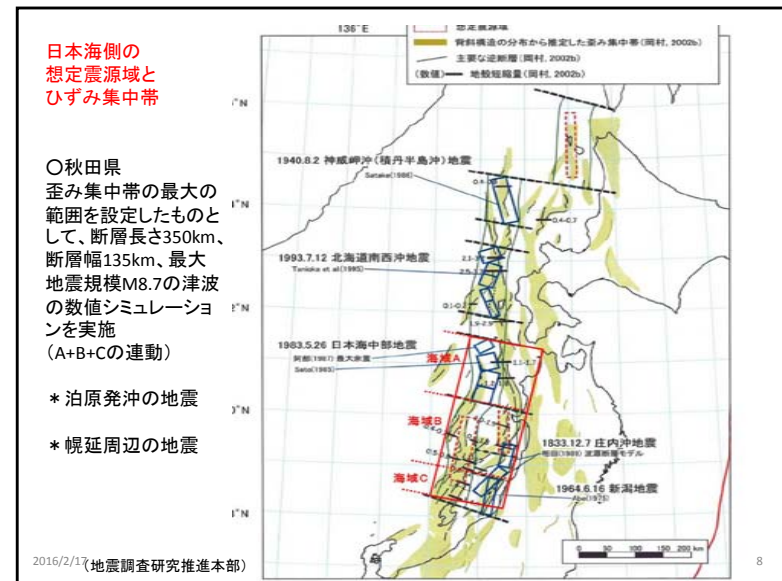 日本海側の
想定震源域と
ひずみ集中帯
〇秋田県
歪み集中帯の最大の
範囲を設定したものと
して、断層長さ350km、
断層幅135km、最大
地震規模M8.7の津波
の数値シミュレーショ
ンを実施
(A+B+Cの連動)
＊泊原発沖の地震
＊幌延周辺の地震
2016/2/17
(地震調査研究推進本部)
8
136°E
想定震源域
背斜構造の分布から推定した歪み集中帯(岡村, 2002b)
主要な逆断層(岡村, 2002b)
(数値) 地殻短縮量(岡村, 2002b)
1940.8.2 神威岬沖(積丹半島沖)地震
Satake(1986)
0.4-0.7
1993.7.12 北海道南西沖地震
Tanioka et al(1995)
1983.5.26 日本海中部地震
Sato(1985)
海域A
海域B
海域C
1833.12.7 庄内沖地震
1964.6.16 新潟地震
Abe(1975)
0 50 100 150 200 km